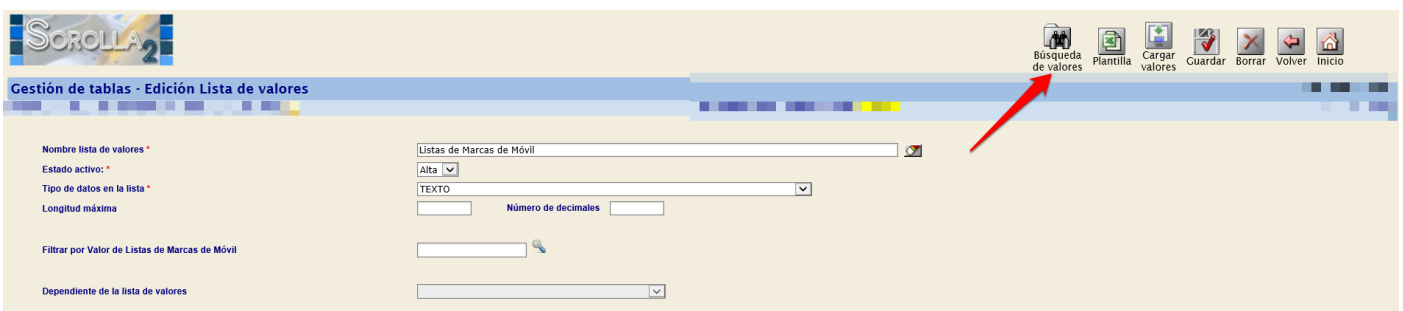 SOROLLA2
Búsqueda de valores
Plantilla
Cargar valores
Guardar
Borrar
Volver
Inicio
Gestión de tablas - Edición Lista de valores
Nombre lista de valores * Listas de Marcas de Móvil
Estado activo: * Alta
Tipo de datos en la lista * TEXTO
Longitud máxima Número de decimales
Filtrar por Valor de Listas de Marcas de Móvil
Dependiente de la lista de valores